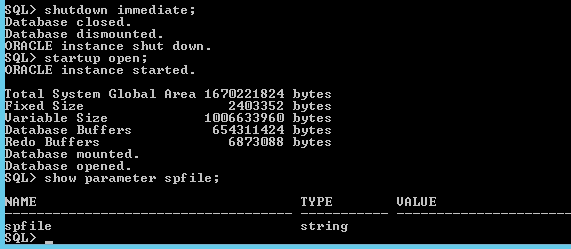 SQL> shutdown immediate;
Database closed.
Database dismounted.
ORACLE instance shut down.
SQL> startup open;
ORACLE instance started.
Total System Global Area 1670221824 bytes
Fixed Size                  2403352 bytes
Variable Size            1006633960 bytes
Database Buffers          654311424 bytes
Redo Buffers                6873088 bytes
Database mounted.
Database opened.
SQL> show parameter spfile;
NAME                                 TYPE        VALUE
------------------------------------ ----------- ------------------------------
spfile                               string
SQL> _